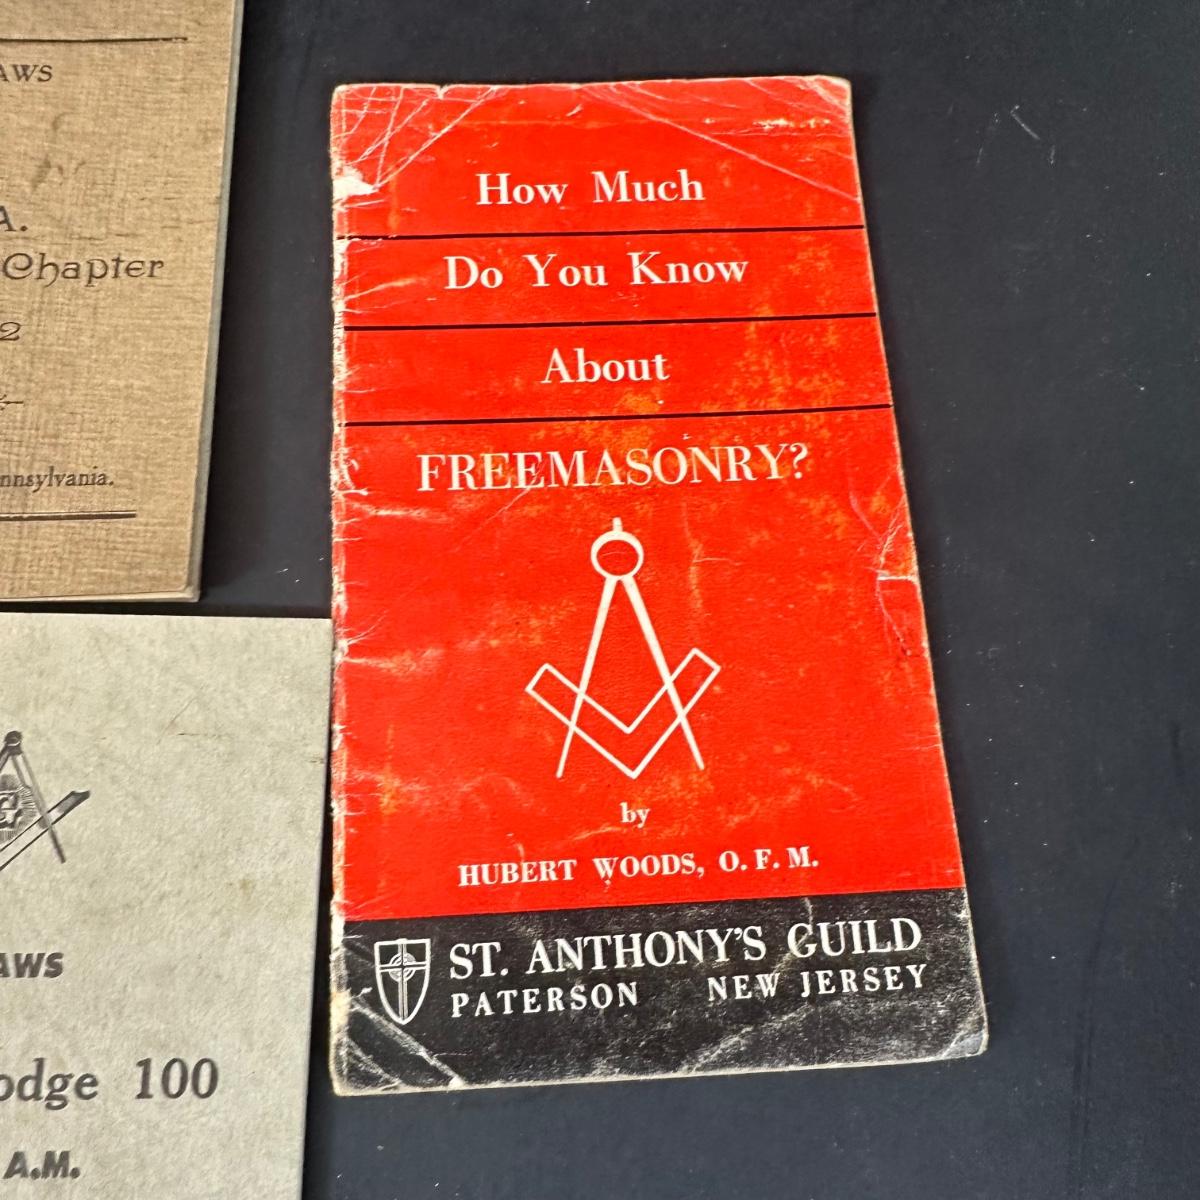 AWS
A.
Chapter
2
nnsylvania.
How Much
Do You Know
About
FREEMASONRY?
by
HUBERT WOODS, O. F. M.
ST. ANTHONY'S GUILD
PATERSON NEW JERSEY
G
AWS
odge 100
A.M.